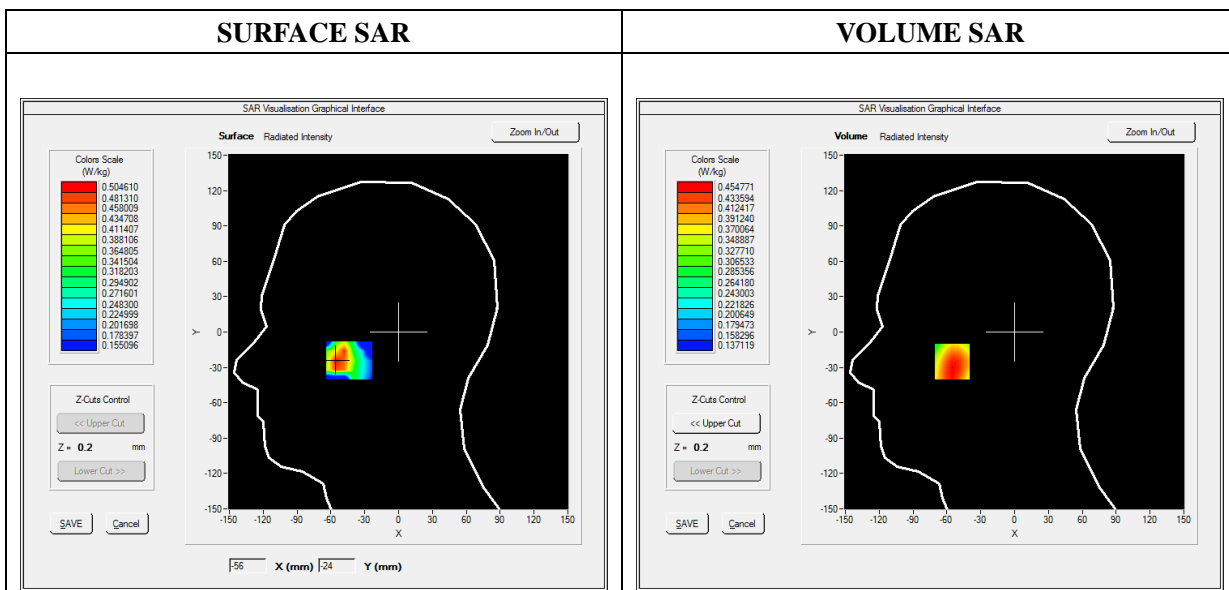 SURFACE SAR
VOLUME SAR
SAR Visualisation Graphical Interface
Surface Radiated Intensity
Zoom In/Out
Colors Scale
(W/kg)
0.504610
0.481310
0.458009
0.434708
0.411407
0.388106
0.364805
0.341504
0.318203
0.294902
0.271601
0.248300
0.224999
0.201698
0.178397
0.155096
150
120
90
60
30
0
-30
-60
-90
-120
-150
Y
-150 -120 -90 -60 -30 0 30 60 90 120 150
X
Z-Cuts Control
<< Upper Cut
Z = 0.2 mm
Lower Cut >>
SAVE Cancel
-56 X (mm) -24 Y (mm)
SAR Visualisation Graphical Interface
Volume Radiated Intensity
Zoom In/Out
Colors Scale
(W/kg)
0.454771
0.433594
0.412417
0.391240
0.370064
0.348887
0.327710
0.306533
0.285356
0.264180
0.243003
0.221826
0.200649
0.179473
0.158296
0.137119
150
120
90
60
30
0
-30
-60
-90
-120
-150
Y
-150 -120 -90 -60 -30 0 30 60 90 120 150
X
Z-Cuts Control
<< Upper Cut
Z = 0.2 mm
Lower Cut >>
SAVE Cancel